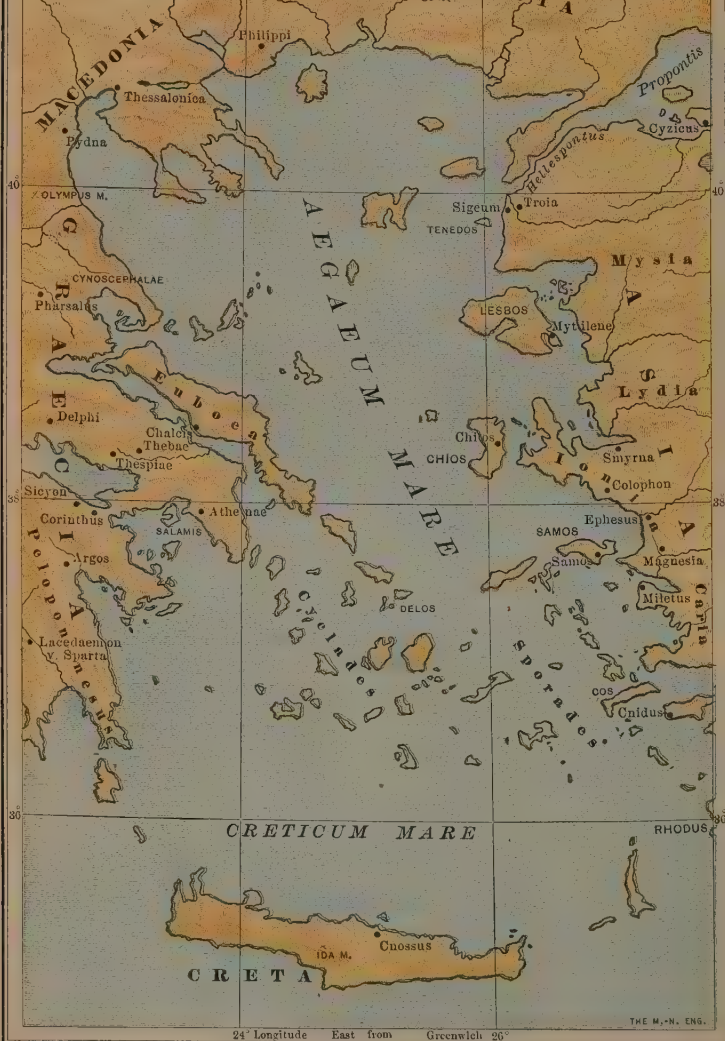 T A
Philippi
Propontis
MACEDONIA
Thessalonica
Cyzicus
Pydna
Hellespontus
40°
40°
OLYMPUS M.
Sigeum
Troia
TENEDOS
AEGAEUM MARE
GRAECIA
Mysia
CYNOSCEPHALAE
ASIA
Pharsalus
LESBOS
Mytilene
Euboea
Lydia
Delphi
Chalcis
Chios
Thebae
CHIOS
Ionia
Smyrna
Thespiae
Colophon
Sicyon
38°
38°
Corinthus
Athenae
Ephesus
SALAMIS
SAMOS
Peloponnesus
Argos
Samos
Magnesia
Cyclades
DELOS
Miletus
Caria
Lacedaemon
v. Sparta
Sporades
COS
Cnidus
36°
RHODUS
CRETICUM MARE
Cnossus
IDA M.
CRETA
THE M.-N. ENG.
24° Longitude East from Greenwich 26°